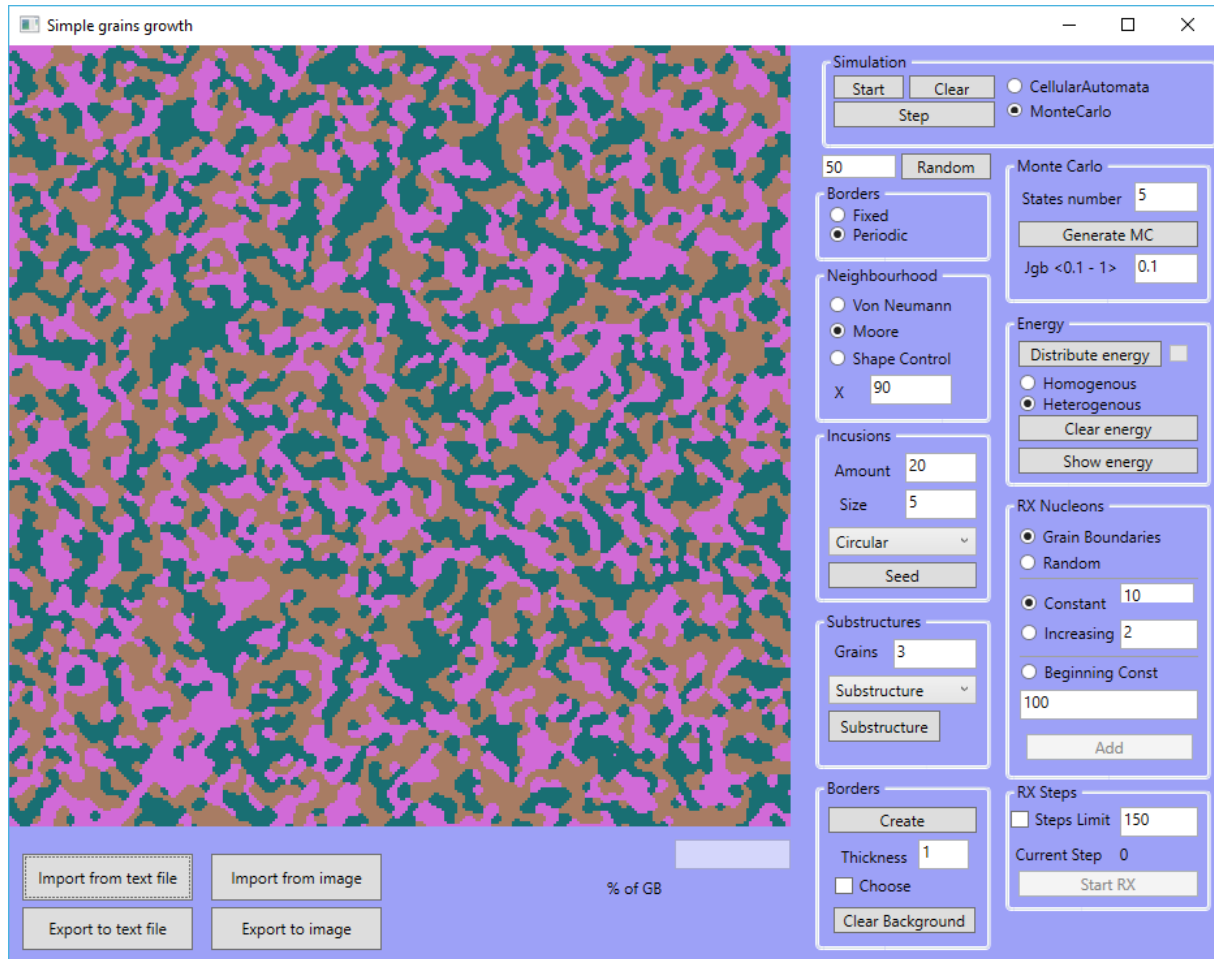 Simple grains growth
Simulation
Start Clear
Step
CellularAutomata
MonteCarlo
50 Random
Borders
Fixed
Periodic
Neighbourhood
Von Neumann
Moore
Shape Control
X 90
Incusions
Amount 20
Size 5
Circular
Seed
Substructures
Grains 3
Substructure
Substructure
Borders
Create
Thickness 1
Choose
Clear Background
Monte Carlo
States number 5
Generate MC
Jgb <0.1 - 1> 0.1
Energy
Distribute energy
Homogenous
Heterogenous
Clear energy
Show energy
RX Nucleons
Grain Boundaries
Random
Constant 10
Increasing 2
Beginning Const
100
Add
RX Steps
Steps Limit 150
Current Step 0
Start RX
Import from text file Import from image
% of GB
Export to text file Export to image